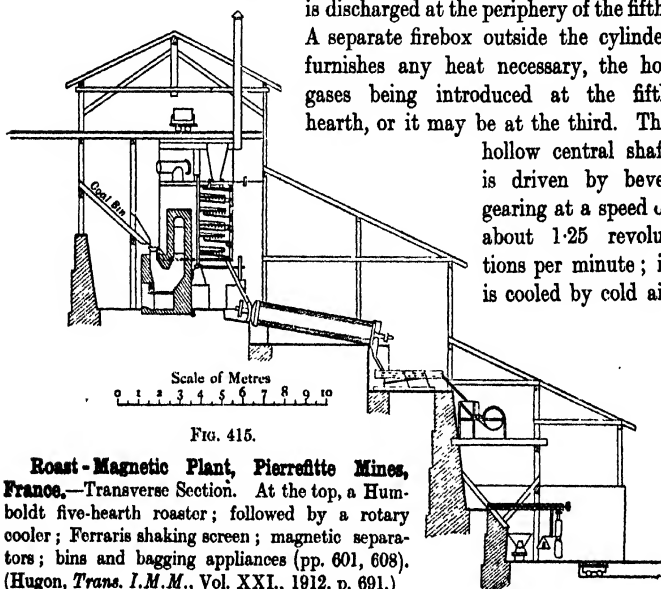 is discharged at the periphery of the fifth
A separate firebox outside the cylinde
furnishes any heat necessary, the ho
gases being introduced at the fift
hearth, or it may be at the third. Th
hollow central shaf
is driven by beve
gearing at a speed
about 1·25 revolu
tions per minute ; i
is cooled by cold ai
Coal Bin
Scale of Metres
0 1 2 3 4 5 6 7 8 9 10
FIG. 415.
Roast-Magnetic Plant, Pierrefitte Mines,
France.—Transverse Section. At the top, a Hum-
boldt five-hearth roaster ; followed by a rotary
cooler ; Ferraris shaking screen ; magnetic separa-
tors ; bins and bagging appliances (pp. 601, 608).
(Hugon, Trans. I.M.M., Vol. XXI., 1912, p. 691.)